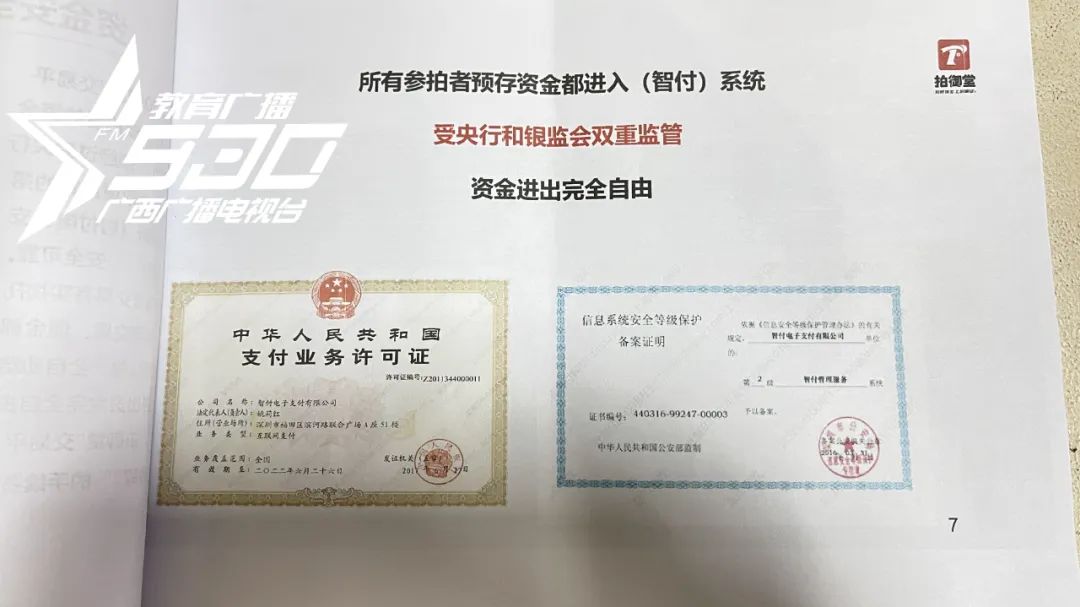 教育广播
FM 930
广西广播电视台
拍御堂
所有参拍者预存资金都进入（智付）系统
受央行和银监会双重监管
资金进出完全自由
中华人民共和国
支付业务许可证
许可证编号:Z2011344000011
公司名称：智付电子支付有限公司
法定代表人(负责人)：姚莉红
住所(营业场所)：深圳市福田区滨河路联合广场A座51楼
业务类型：互联网支付
业务覆盖范围：全国
有效期至：二〇二二年六月二十六日
发证机关
信息系统安全等级保护
备案证明
依据《信息安全等级保护管理办法》的有关
规定，智付电子支付有限公司 单位
的：
第 2 级 智付管理服务 系统
予以备案。
证书编号：440316-99247-00003
中华人民共和国公安部监制
7
安全可靠。